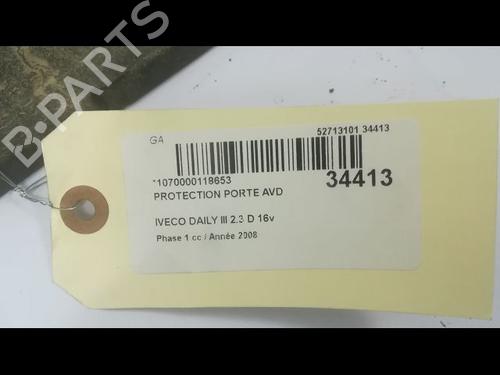 B-PARTS
GA
52713101 34413
*1070000118653
34413
PROTECTION PORTE AVD
IVECO DAILY III 2.3 D 16v
Phase 1 cc / Année 2008